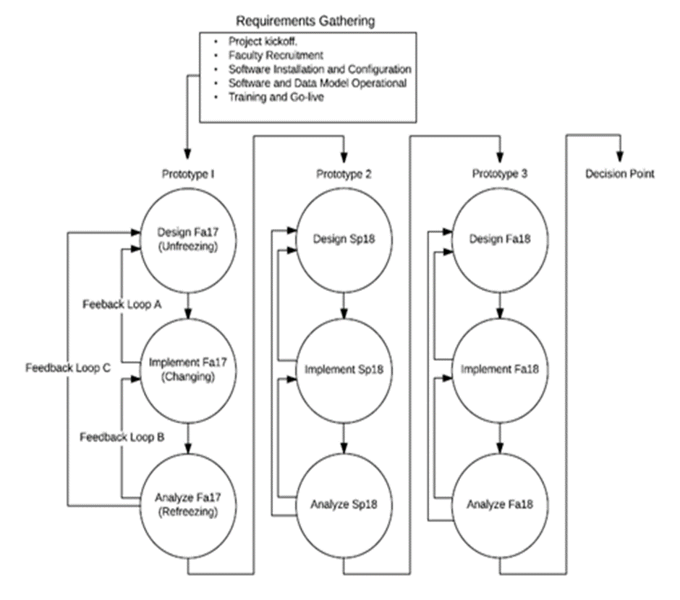 Requirements Gathering
• Project kickoff.
• Faculty Recruitment
• Software Installation and Configuration
• Software and Data Model Operational
• Training and Go-live
Prototype I
Prototype 2
Prototype 3
Decision Point
Design Fa17
(Unfreezing)
Design Sp18
Design Fa18
Feeback Loop A
Implement Fa17
(Changing)
Implement Sp18
Implement Fa18
Feedback Loop C
Feedback Loop B
Analyze Fa17
(Refreezing)
Analyze Sp18
Analyze Fa18